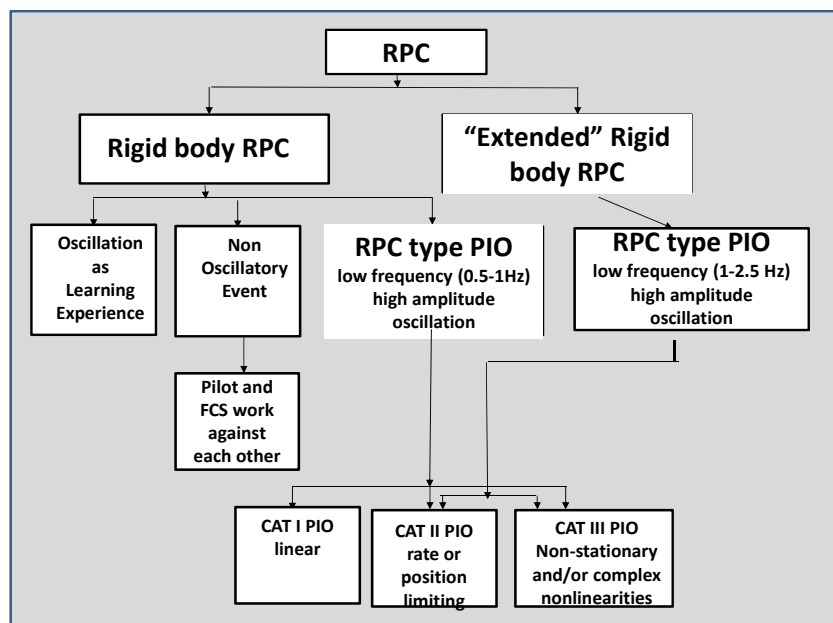 RPC
Rigid body RPC
“Extended” Rigid
body RPC
Oscillation
as
Learning
Experience
Non
Oscillatory
Event
RPC type PIO
low frequency (0.5-1Hz)
high amplitude
oscillation
RPC type PIO
low frequency (1-2.5 Hz)
high amplitude
oscillation
Pilot and
FCS work
against
each other
CAT I PIO
linear
CAT II PIO
rate or
position
limiting
CAT III PIO
Non-stationary
and/or complex
nonlinearities